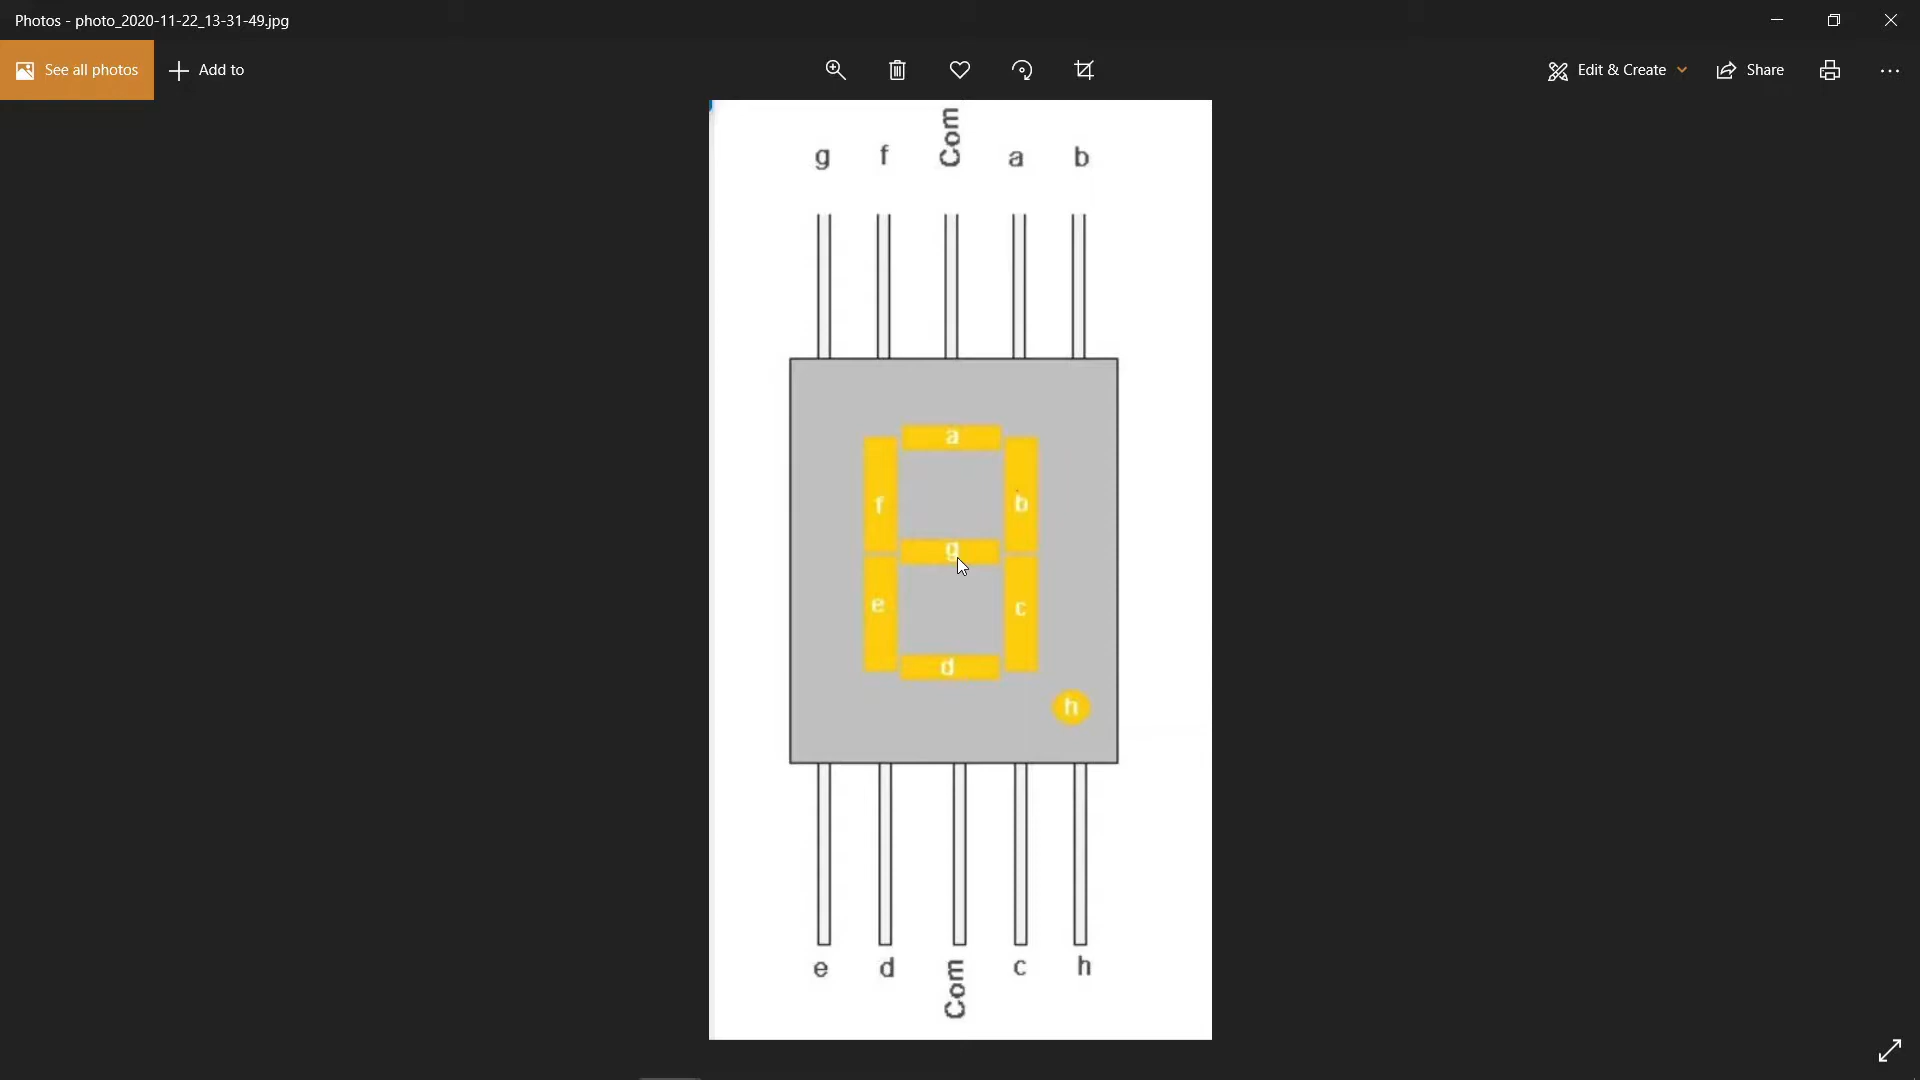 Photos - photo_2020-11-22_13-31-49.jpg
See all photos
Add to
Edit & Create
Share
g f Com a b
a
f b
g
e c
d
h
e d Com c h